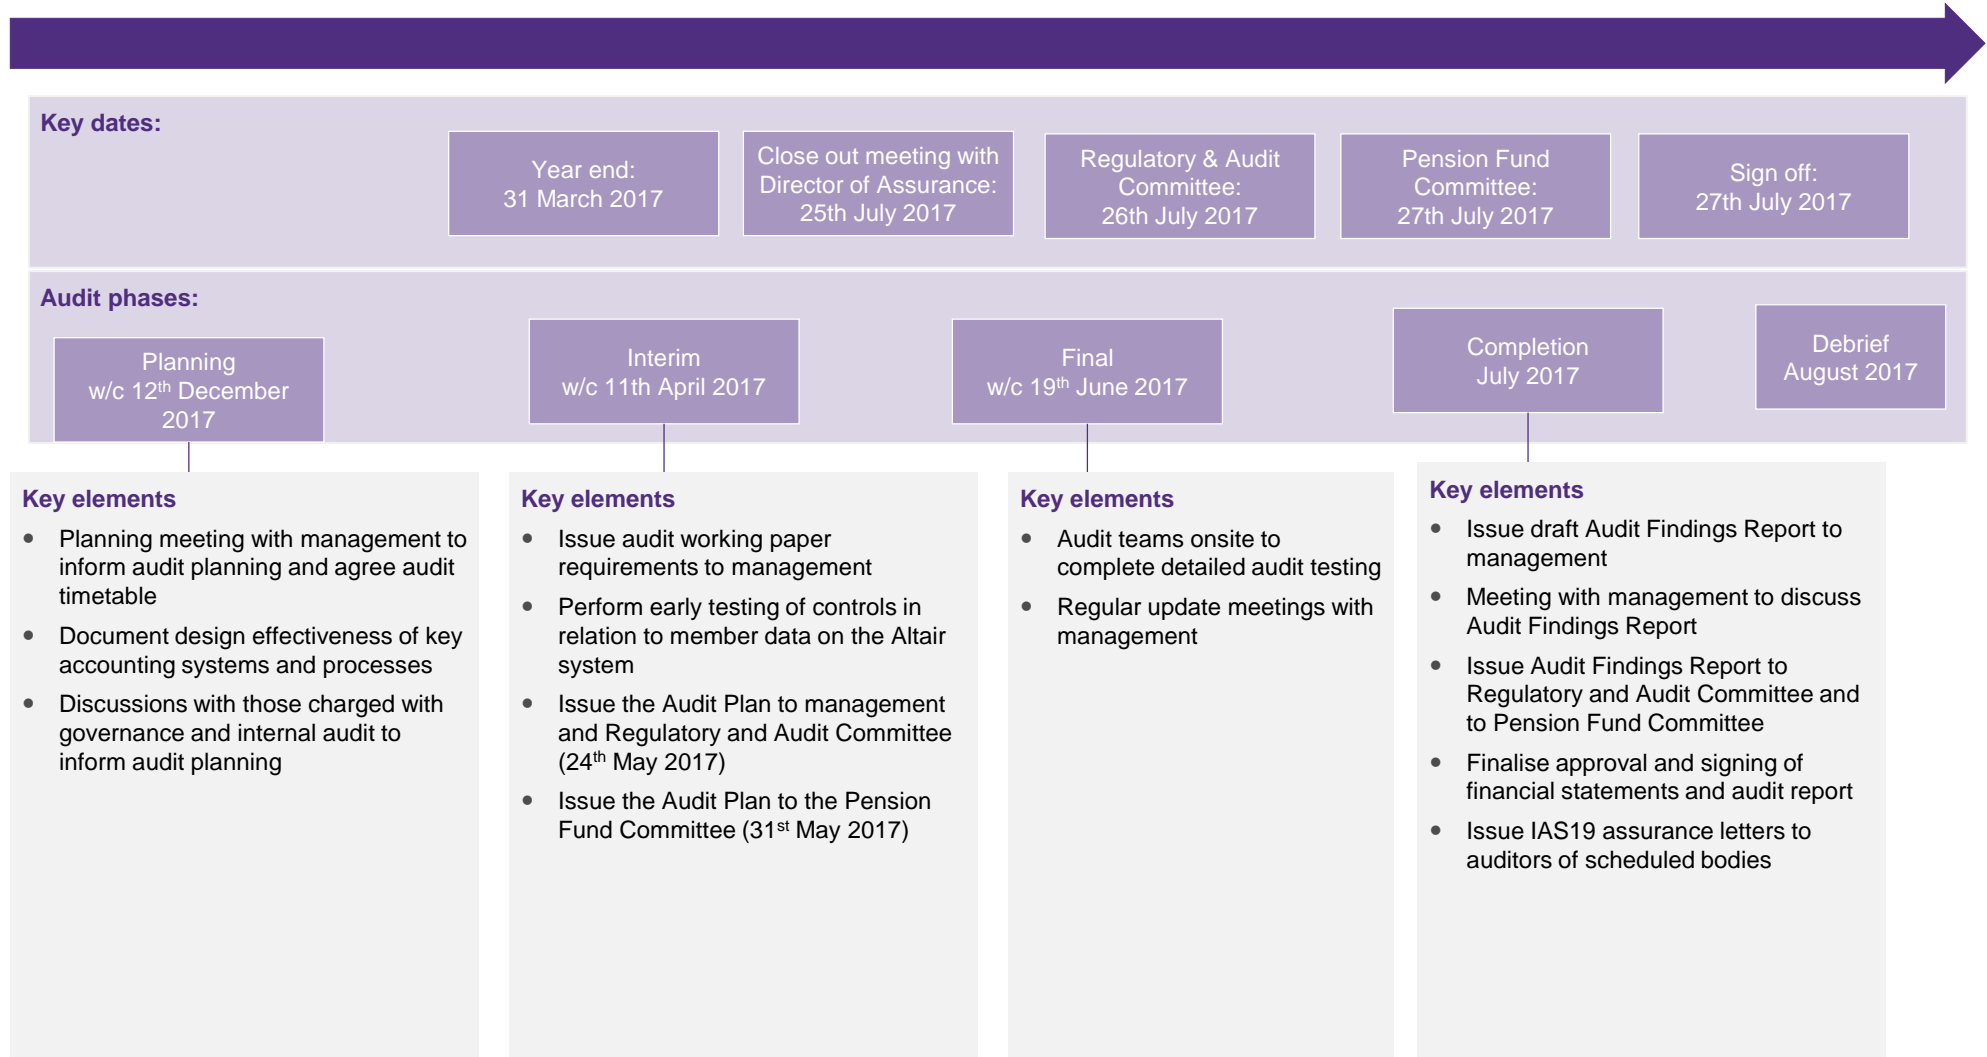 Key dates:
Year end:
31 March 2017
Close out meeting with
Director of Assurance:
25th July 2017
Regulatory & Audit
Committee:
26th July 2017
Pension Fund
Committee:
27th July 2017
Sign off:
27th July 2017
Audit phases:
Planning
w/c 12th December
2017
Interim
w/c 11th April 2017
Final
w/c 19th June 2017
Completion
July 2017
Debrief
August 2017
Key elements
• Planning meeting with management to
inform audit planning and agree audit
timetable
• Document design effectiveness of key
accounting systems and processes
• Discussions with those charged with
governance and internal audit to
inform audit planning
Key elements
• Issue audit working paper
requirements to management
• Perform early testing of controls in
relation to member data on the Altair
system
• Issue the Audit Plan to management
and Regulatory and Audit Committee
(24th May 2017)
• Issue the Audit Plan to the Pension
Fund Committee (31st May 2017)
Key elements
• Audit teams onsite to
complete detailed audit testing
• Regular update meetings with
management
Key elements
• Issue draft Audit Findings Report to
management
• Meeting with management to discuss
Audit Findings Report
• Issue Audit Findings Report to
Regulatory and Audit Committee and
to Pension Fund Committee
• Finalise approval and signing of
financial statements and audit report
• Issue IAS19 assurance letters to
auditors of scheduled bodies